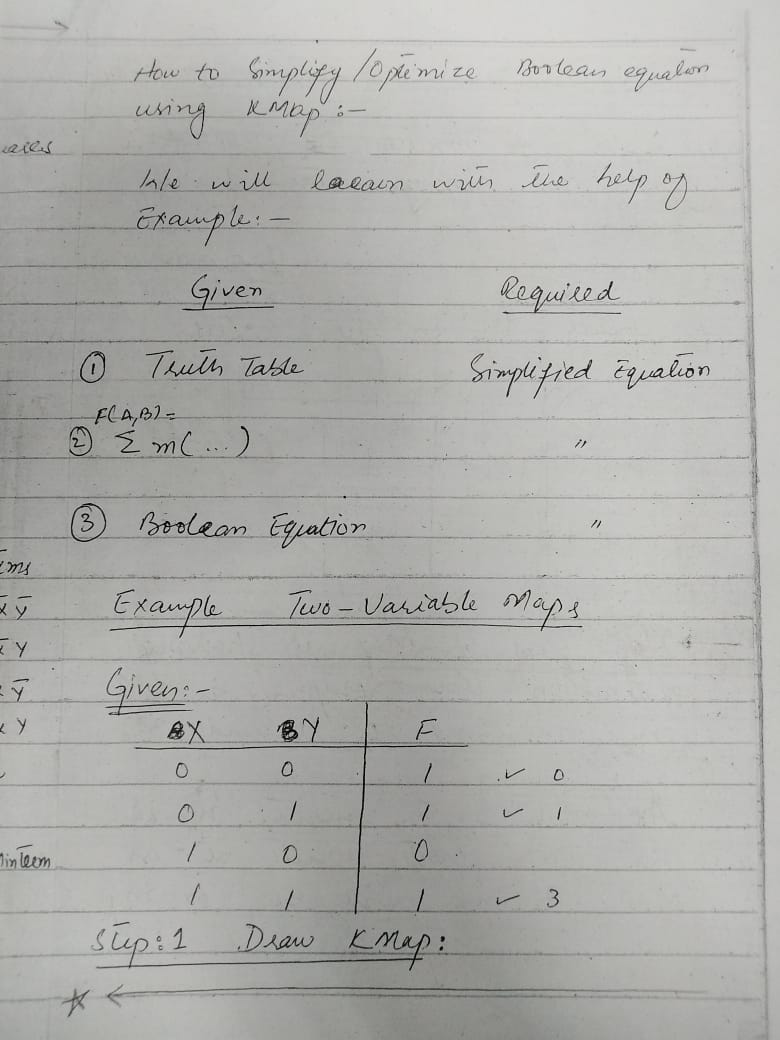 How to Simplify/Optimize Boolean equation
using KMap :-
We will learn with the help of
Example:-
Given Required
① Truth Table Simplified Equation
F(A,B)=
② Σ m(...) "
③ Boolean Equation "
Example Two-Variable Maps
Given:-
X Y F
0 0 1 ✓ 0
0 1 1 ✓ 1
1 0 0
1 1 1 ✓ 3
Step:1 Draw KMap: